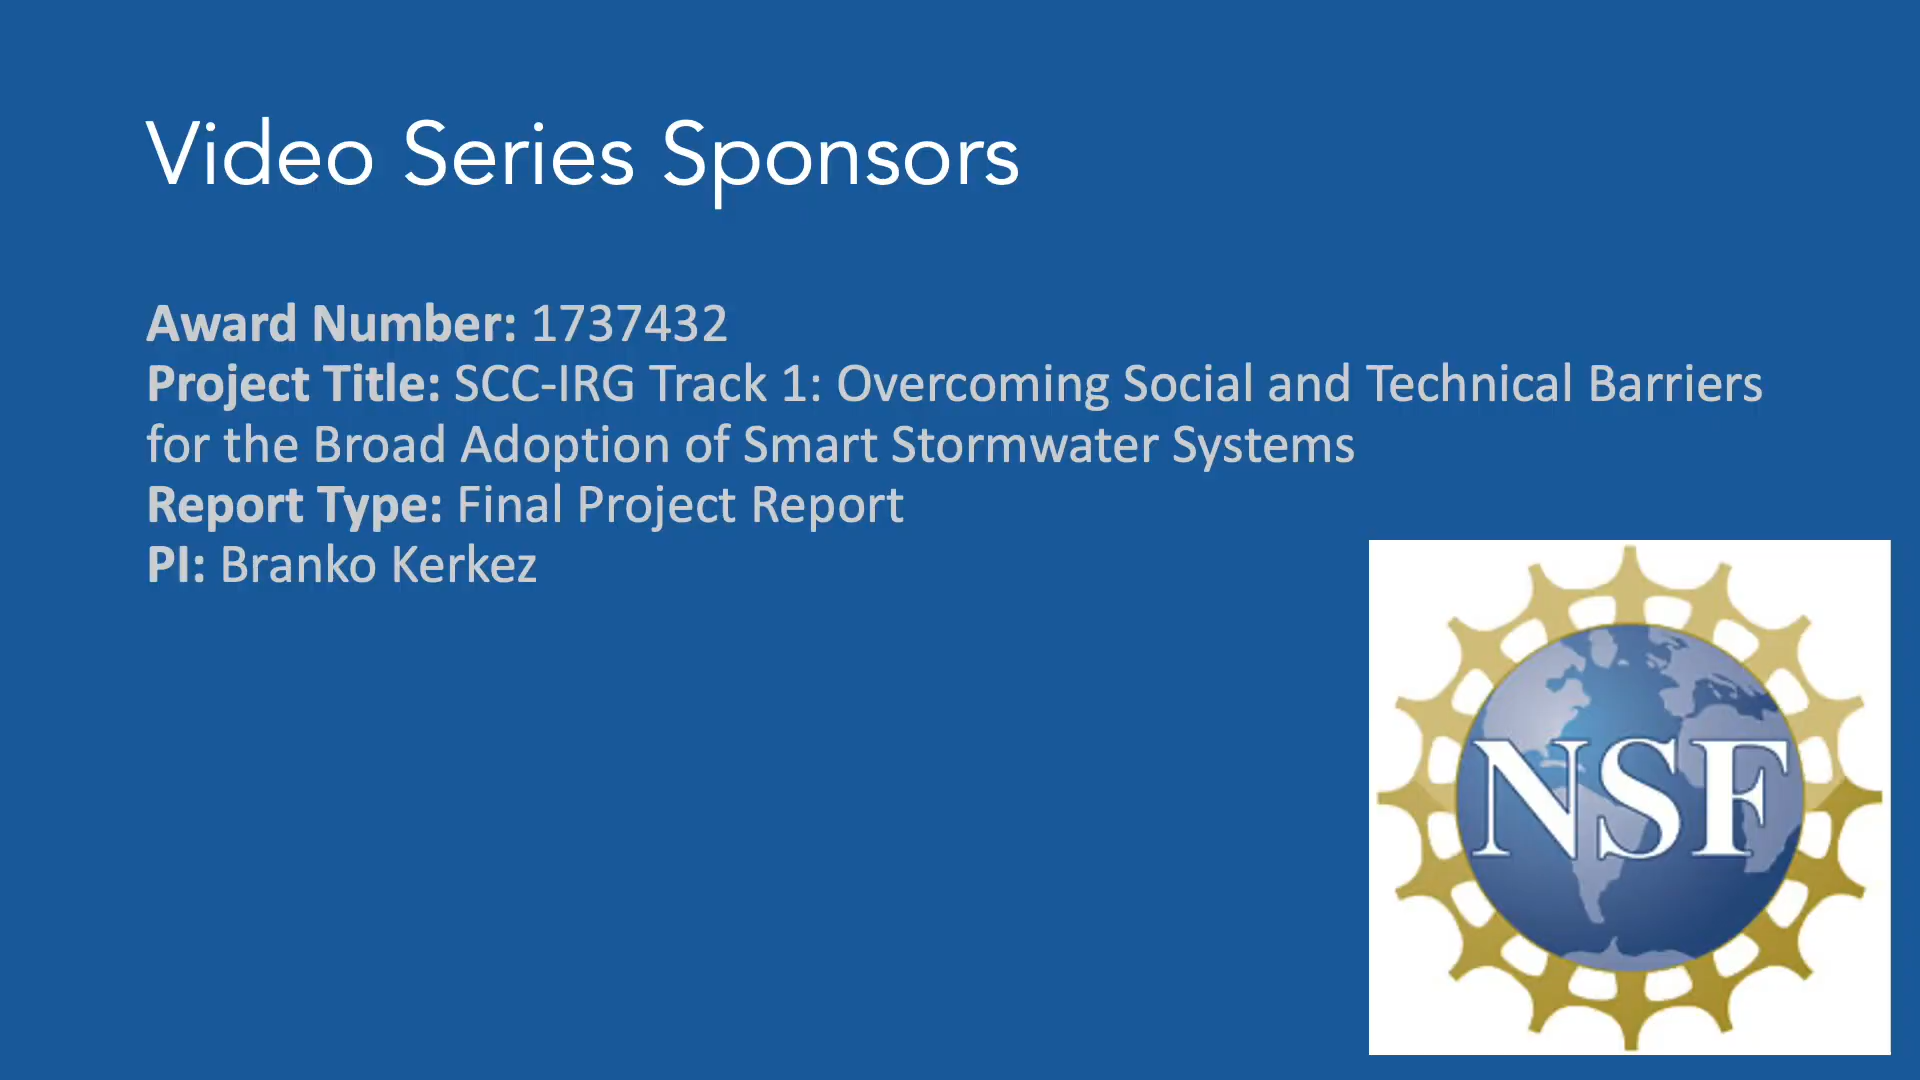 Video Series Sponsors
Award Number: 1737432
Project Title: SCC-IRG Track 1: Overcoming Social and Technical Barriers
for the Broad Adoption of Smart Stormwater Systems
Report Type: Final Project Report
PI: Branko Kerkez
NSF